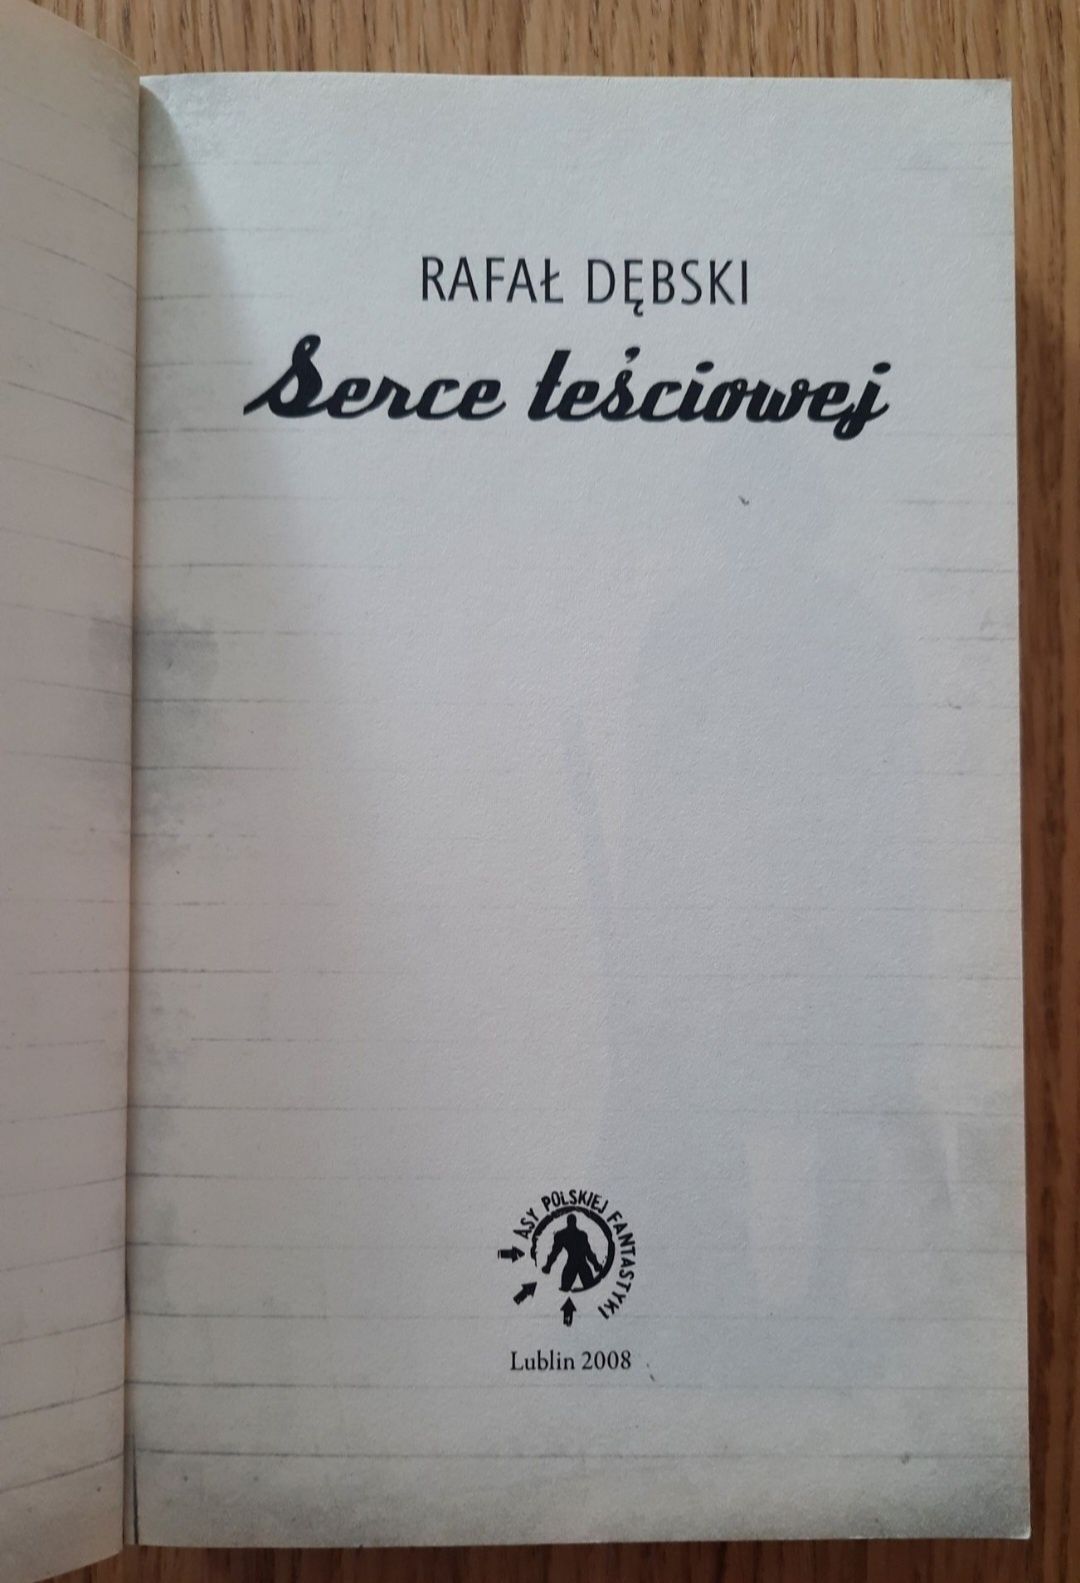 RAFAŁ DĘBSKI
Serce teściowej
ASY POLSKIEJ FANTASTYKI
Lublin 2008